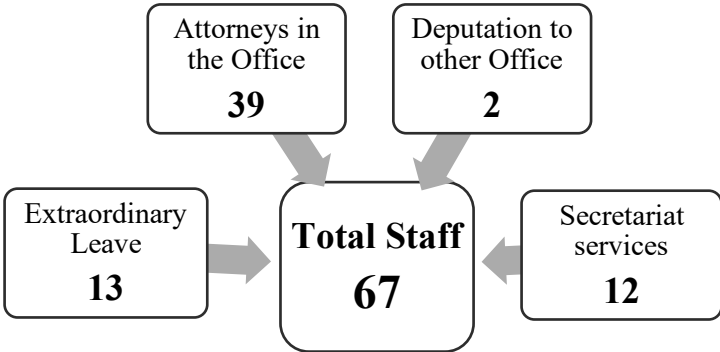 Attorneys in
the Office
39
Deputation to
other Office
2
Extraordinary
Leave
13
Total Staff
67
Secretariat
services
12